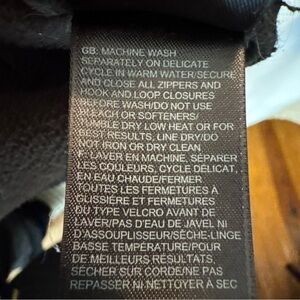 GB: MACHINE WASH
SEPARATELY ON DELICATE
CYCLE IN WARM WATER/SECURE
AND CLOSE ALL ZIPPERS AND
HOOK AND LOOP CLOSURES
BEFORE WASH/DO NOT USE
BLEACH OR SOFTENERS/
TUMBLE DRY LOW HEAT OR FOR
BEST RESULTS, LINE DRY/DO
NOT IRON OR DRY CLEAN
F: LAVER EN MACHINE, SÉPARER
LES COULEURS, CYCLE DÉLICAT,
EN EAU CHAUDE/FERMER
TOUTES LES FERMETURES À
GLISSIÈRE ET FERMETURES
DU TYPE VELCRO AVANT DE
LAVER/PAS D'EAU DE JAVEL NI
D'ASSOUPLISSEUR/SÈCHE-LINGE
BASSE TEMPÉRATURE/POUR
DE MEILLEURS RÉSULTATS,
SÉCHER SUR CORDE/NE PAS
REPASSER NI NETTOYER À SEC